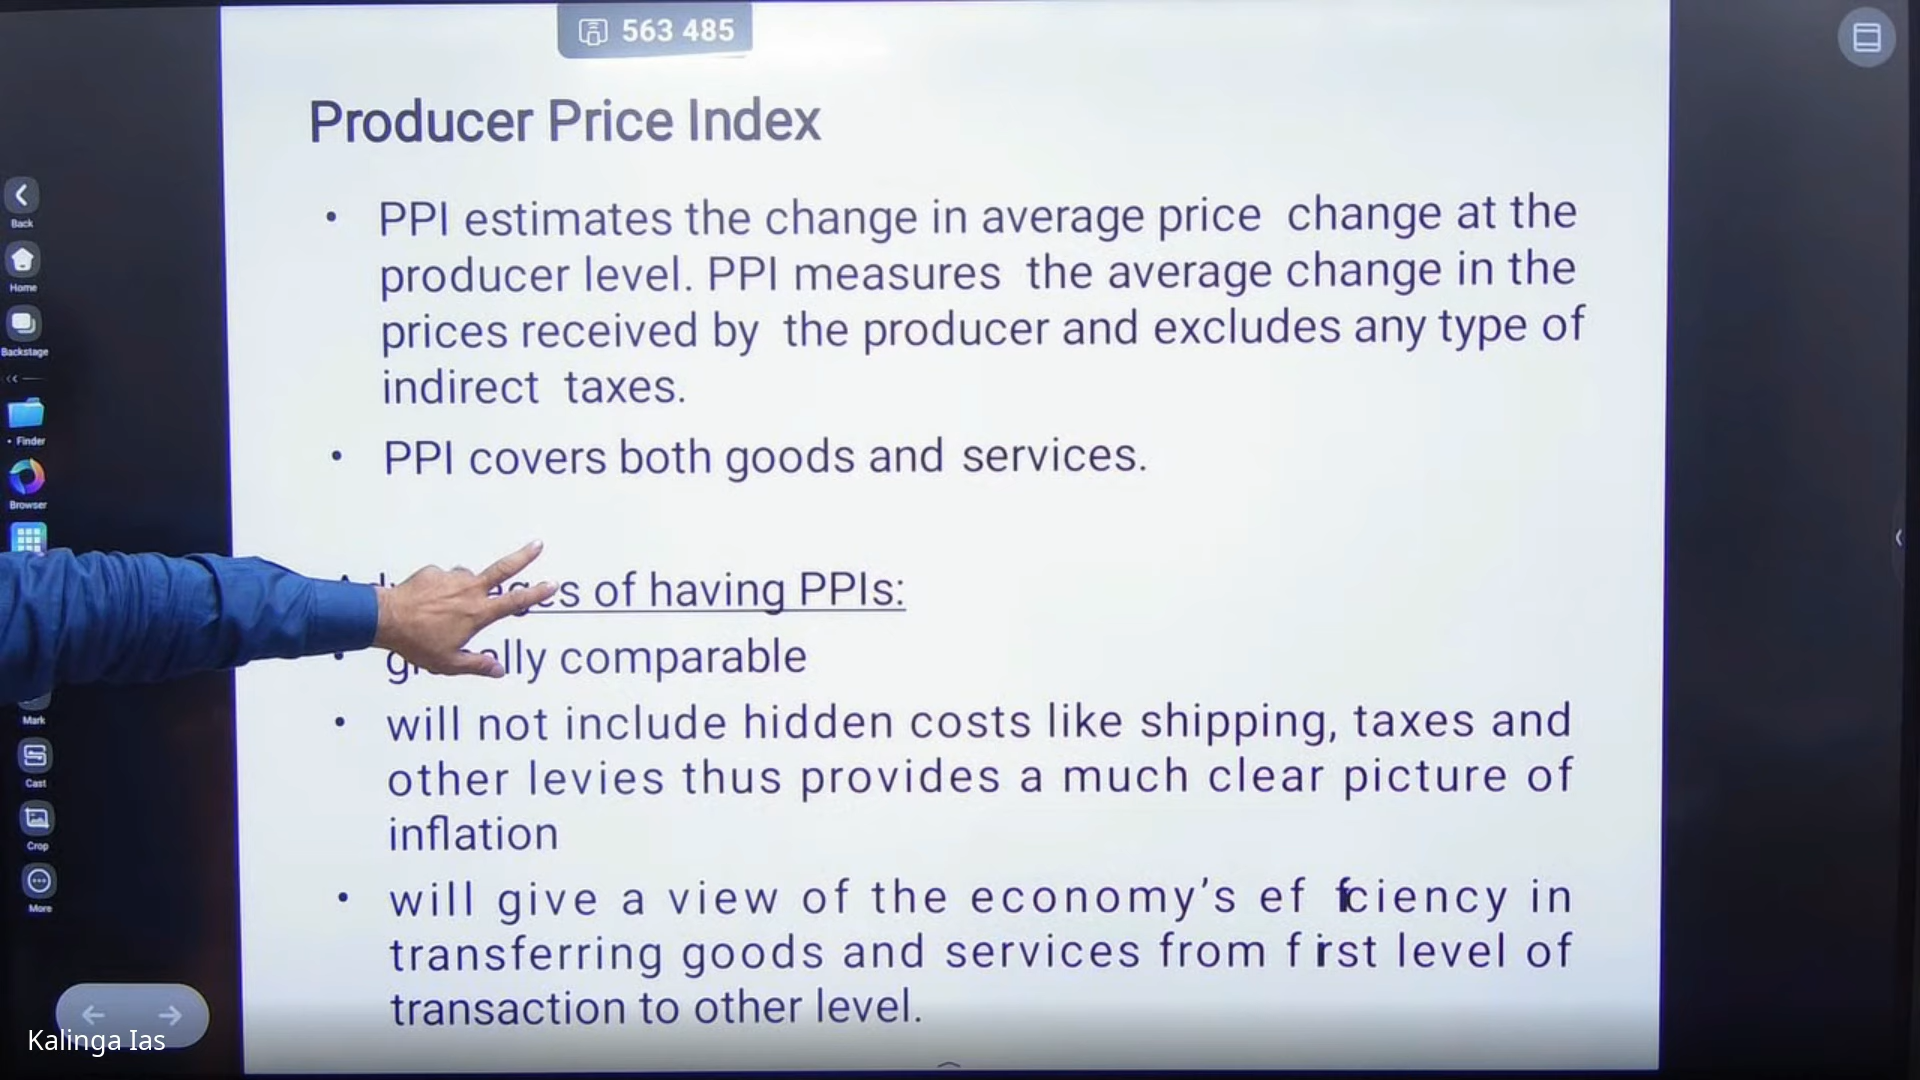 563 485
Producer Price Index
• PPI estimates the change in average price change at the
producer level. PPI measures the average change in the
prices received by the producer and excludes any type of
indirect taxes.
• PPI covers both goods and services.
of having PPIs:
• comparable
• will not include hidden costs like shipping, taxes and
other levies thus provides a much clear picture of
inflation
• will give a view of the economy’s ef ficiency in
transferring goods and services from f irst level of
transaction to other level.
Back
Home
Backstage
Finder
Browser
Mark
Cast
Crop
More
Kalinga Ias